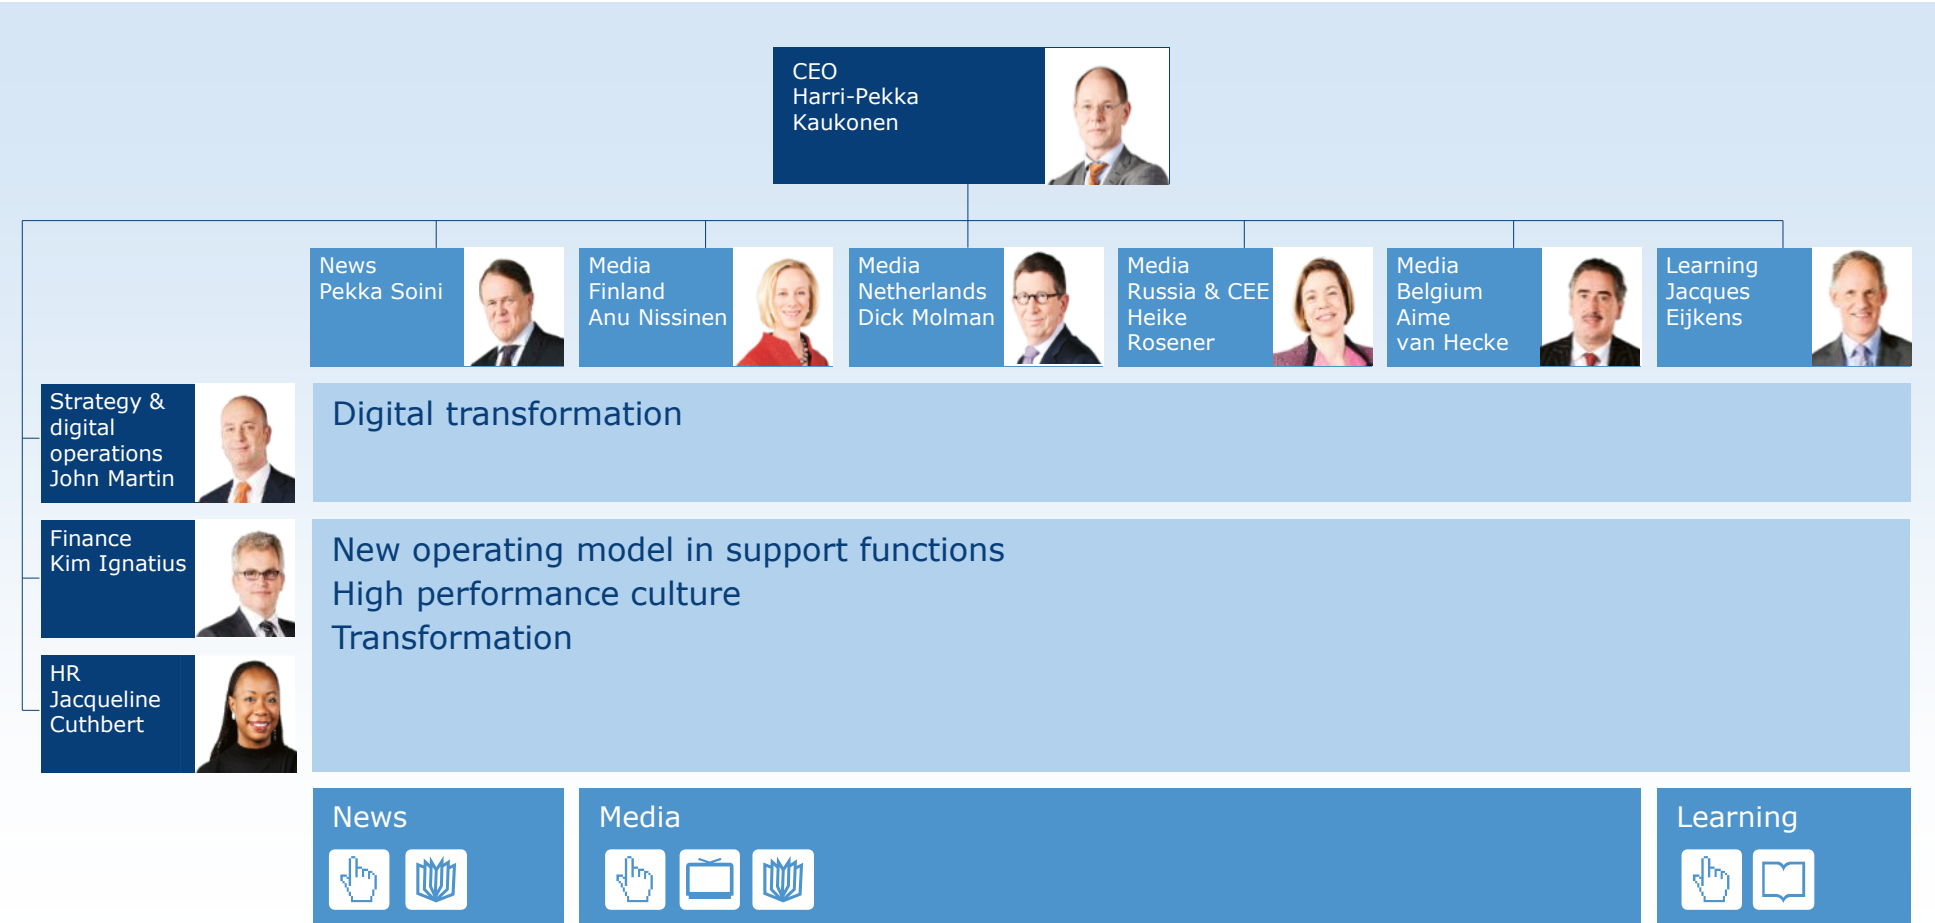 CEO
Harri-Pekka
Kaukonen
News
Pekka Soini
Media
Finland
Anu Nissinen
Media
Netherlands
Dick Molman
Media
Russia & CEE
Heike
Rosener
Media
Belgium
Aime
van Hecke
Learning
Jacques
Eijkens
Strategy &
digital
operations
John Martin
Digital transformation
Finance
Kim Ignatius
New operating model in support functions
High performance culture
Transformation
HR
Jacqueline
Cuthbert
News
Media
Learning